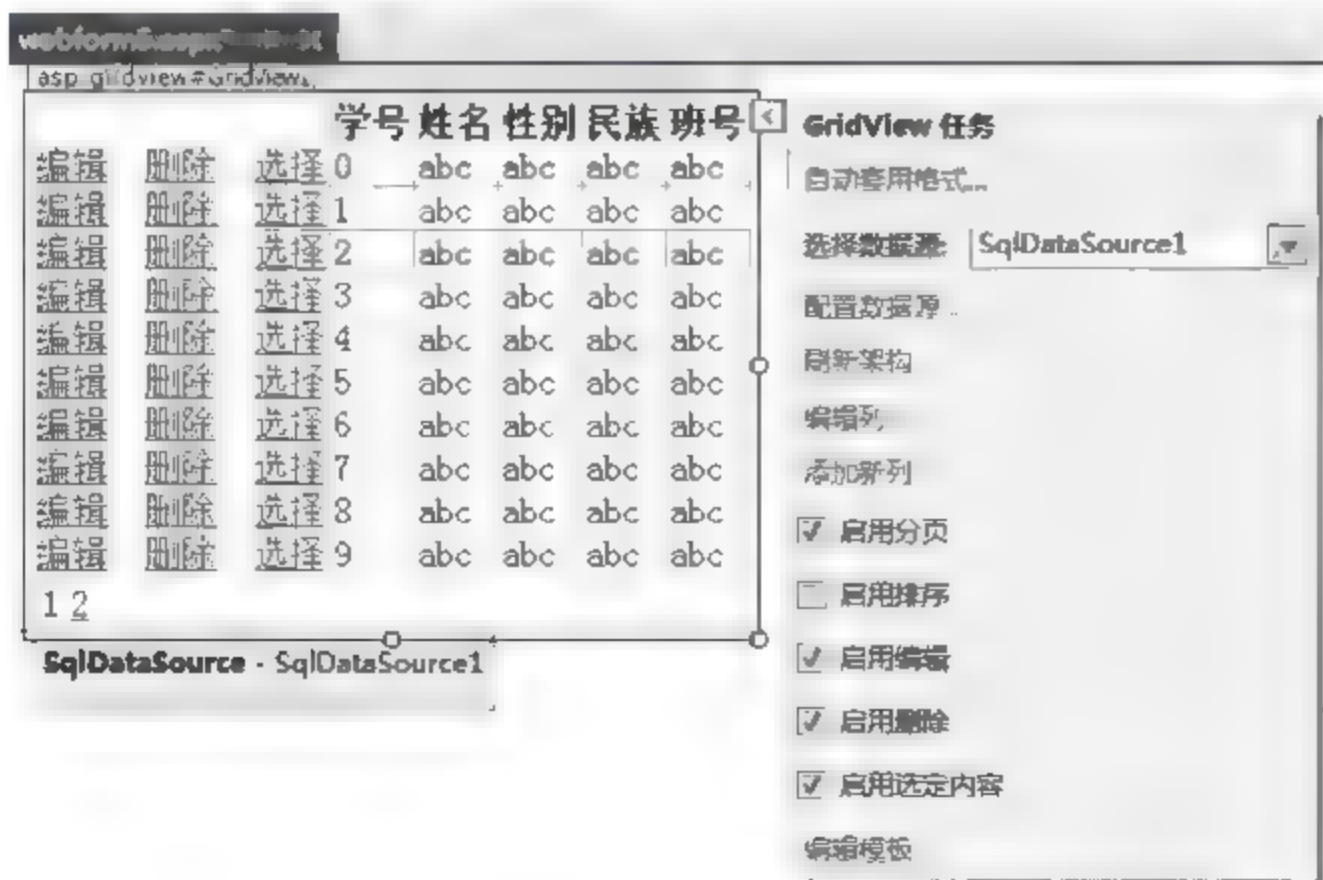 asp gridview#GridView
学号 姓名 性别 民族 班号
编辑 删除 选择 0 abc abc abc abc
编辑 删除 选择 1 abc abc abc abc
编辑 删除 选择 2 abc abc abc abc
编辑 删除 选择 3 abc abc abc abc
编辑 删除 选择 4 abc abc abc abc
编辑 删除 选择 5 abc abc abc abc
编辑 删除 选择 6 abc abc abc abc
编辑 删除 选择 7 abc abc abc abc
编辑 删除 选择 8 abc abc abc abc
编辑 删除 选择 9 abc abc abc abc
1 2
SqlDataSource - SqlDataSource1
GridView 任务
自动套用格式...
选择数据源: SqlDataSource1
配置数据源...
刷新架构
编辑列
添加新列
启用分页
启用排序
启用编辑
启用删除
启用选定内容
编辑模板